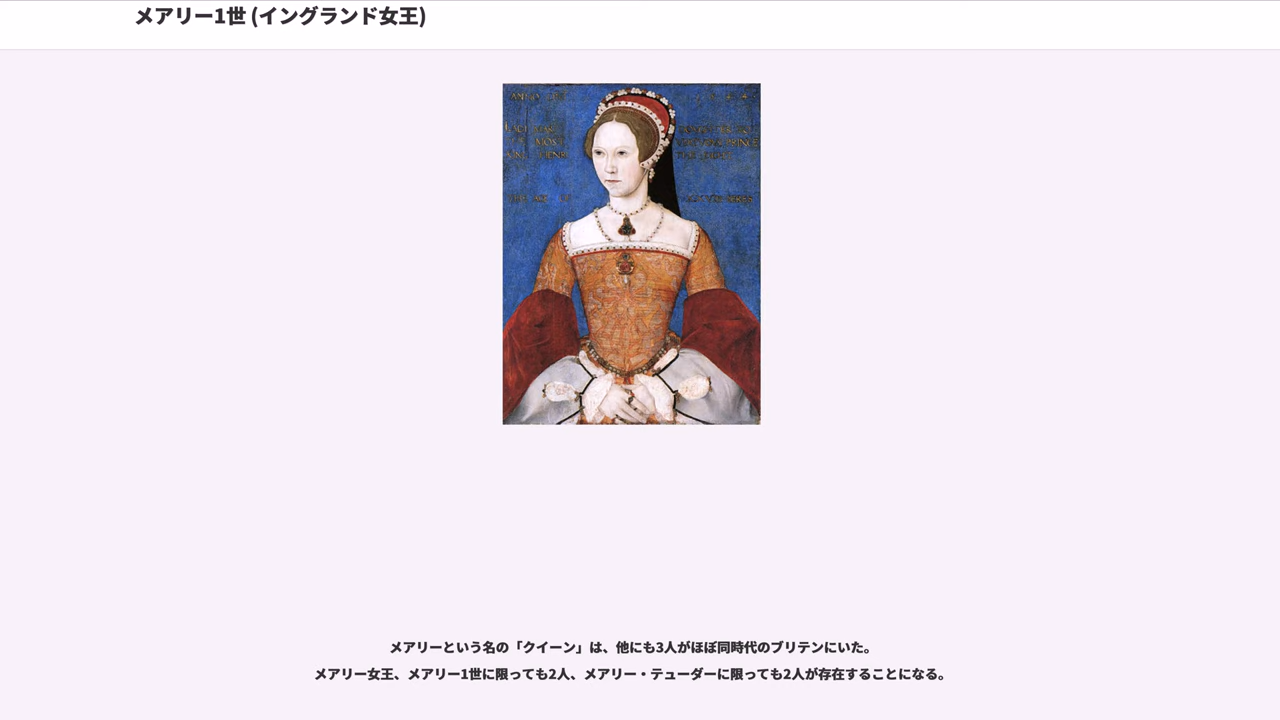 メアリー1世 (イングランド女王)
メアリーという名の「クイーン」は、他にも3人がほぼ同時代のブリテンにいた。
メアリー女王、メアリー1世に限っても2人、メアリー・テューダーに限っても2人が存在することになる。